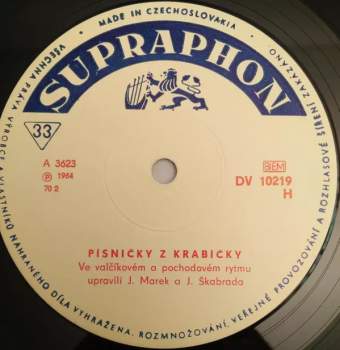 • MADE IN CZECHOSLOVAKIA •
SUPRAPHON
33
A 3623
Ⓟ 1964
70 2
BIEM
DV 10219
H
PÍSNIČKY Z KRABIČKY
Ve valčíkovém a pochodovém rytmu
upravili J. Marek a J. Škabrada
VŠECHNA PRÁVA VÝROBCE A VLASTNÍKŮ NAHRANÉHO DÍLA VYHRAŽENA. ROZMNOŽOVÁNÍ, VEŘEJNÉ PROVOZOVÁNÍ A ROZHLASOVÉ ŠÍŘENÍ ZAKÁZÁNO